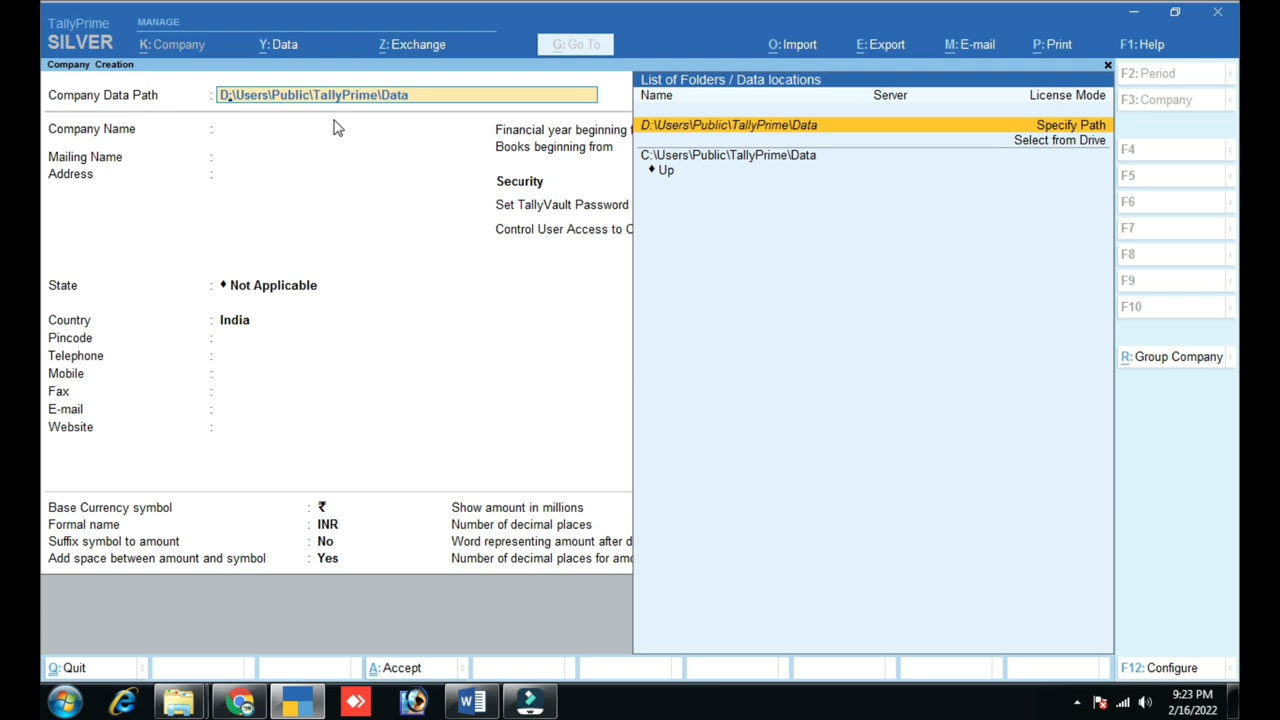 TallyPrime
MANAGE
SILVER
K: Company
Y: Data
Z: Exchange
G: Go To
O: Import
E: Export
M: E-mail
P: Print
F1: Help
Company Creation
Company Data Path : D:\Users\Public\TallyPrime\Data
Company Name :
Mailing Name :
Address :
State : ♦ Not Applicable
Country : India
Pincode :
Telephone :
Mobile :
Fax :
E-mail :
Website :
Financial year beginning f
Books beginning from
Security
Set TallyVault Password
Control User Access to C
Base Currency symbol : ₹
Formal name : INR
Suffix symbol to amount : No
Add space between amount and symbol : Yes
Show amount in millions
Number of decimal places
Word representing amount after d
Number of decimal places for amo
List of Folders / Data locations
Name Server License Mode
D:\Users\Public\TallyPrime\Data Specify Path
Select from Drive
C:\Users\Public\TallyPrime\Data
♦ Up
F2: Period
F3: Company
F4
F5
F6
F7
F8
F9
F10
R: Group Company
Q: Quit
A: Accept
F12: Configure
9:23 PM
2/16/2022